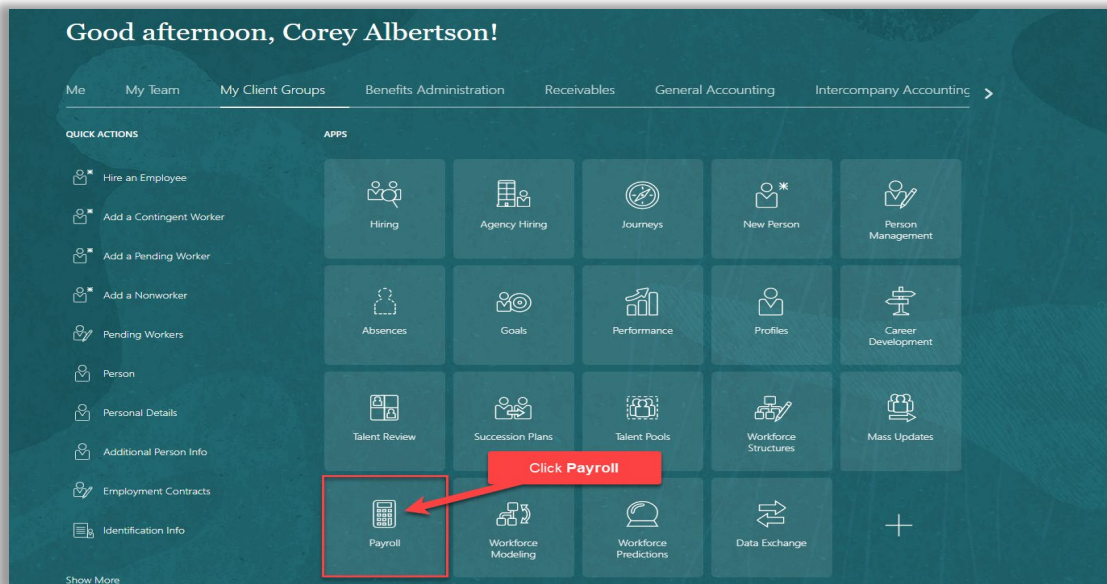 Good afternoon, Corey Albertson!
Me My Team My Client Groups Benefits Administration Receivables General Accounting Intercompany Accounting
QUICK ACTIONS
Hire an Employee
Add a Contingent Worker
Add a Pending Worker
Add a Nonworker
Pending Workers
Person
Personal Details
Additional Person Info
Employment Contracts
Identification Info
Show More
APPS
Hiring
Agency Hiring
Journeys
New Person
Person
Management
Absences
Goals
Performance
Profiles
Career
Development
Talent Review
Succession Plans
Talent Pools
Workforce
Structures
Mass Updates
Click Payroll
Payroll
Workforce
Modeling
Workforce
Predictions
Data Exchange